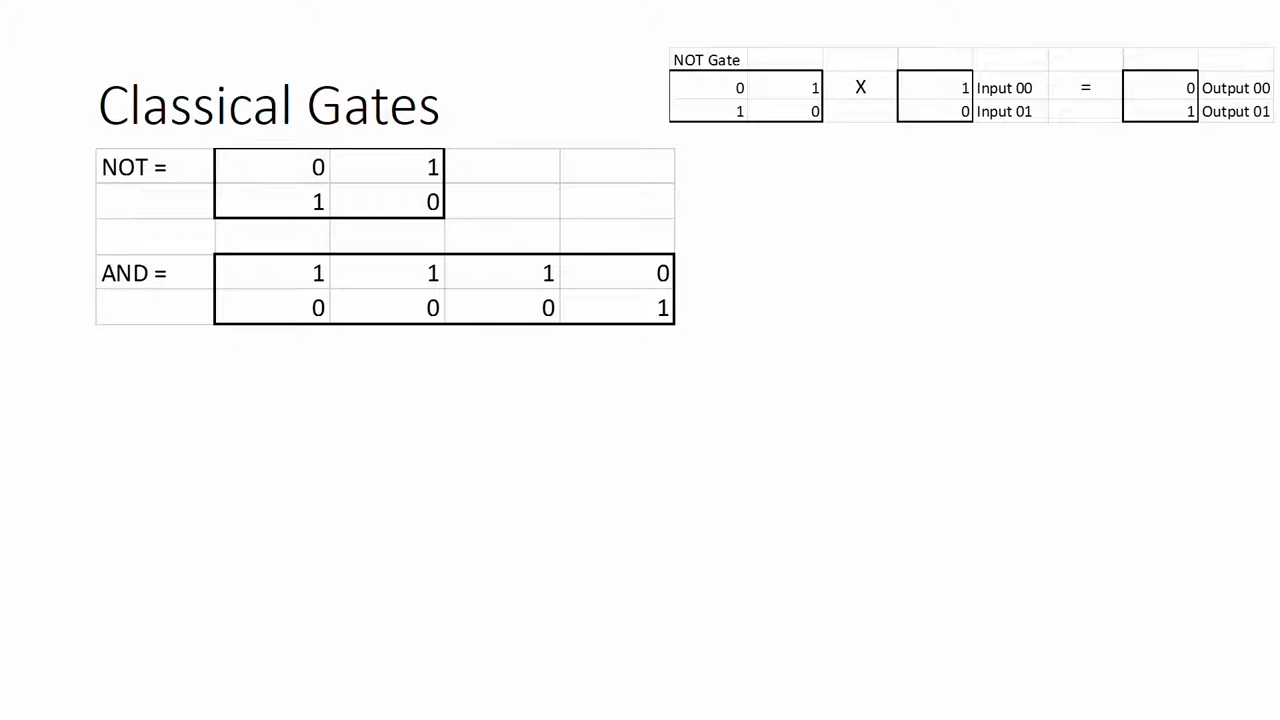 Classical Gates
NOT Gate
0 1 X 1 Input 00 = 0 Output 00
1 0 0 Input 01 1 Output 01
NOT = 0 1
1 0
AND = 1 1 1 0
0 0 0 1